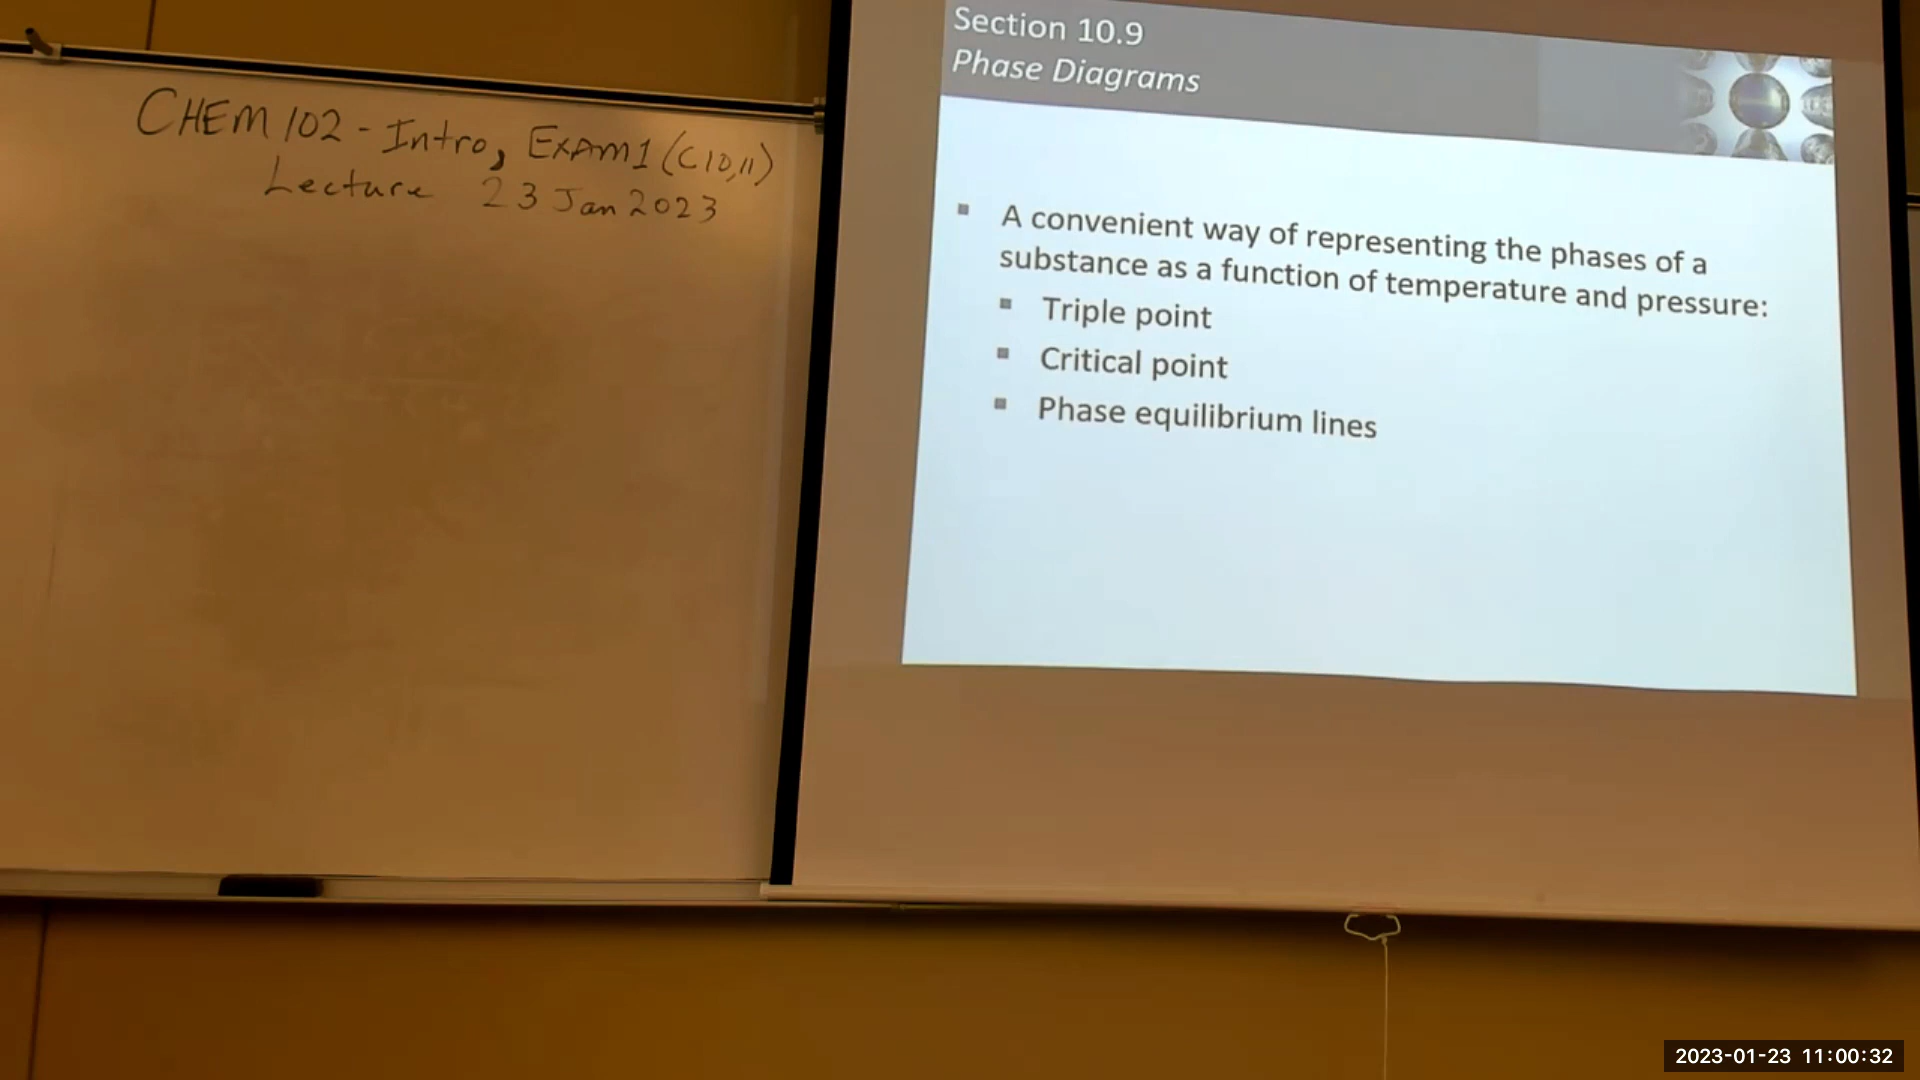 CHEM 102 - Intro, EXAM 1 (C10,11)
Lecture 23 Jan 2023
Section 10.9
Phase Diagrams
▪ A convenient way of representing the phases of a
substance as a function of temperature and pressure:
▪ Triple point
▪ Critical point
▪ Phase equilibrium lines
2023-01-23 11:00:32